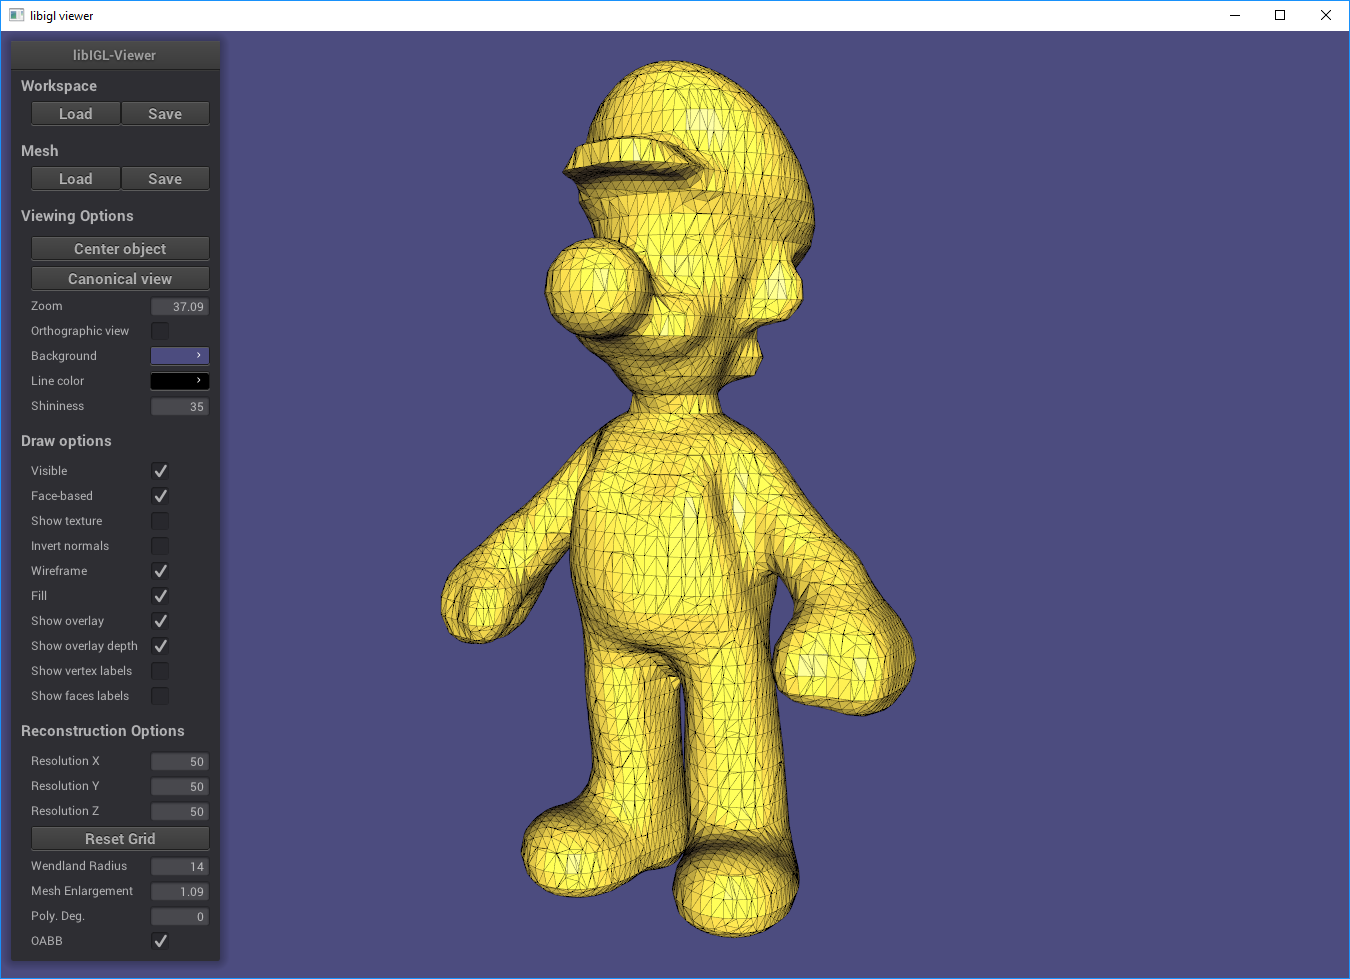 libigl viewer
libIGL-Viewer
Workspace
Load Save
Mesh
Load Save
Viewing Options
Center object
Canonical view
Zoom 37.09
Orthographic view
Background
Line color
Shininess 35
Draw options
Visible
Face-based
Show texture
Invert normals
Wireframe
Fill
Show overlay
Show overlay depth
Show vertex labels
Show faces labels
Reconstruction Options
Resolution X 50
Resolution Y 50
Resolution Z 50
Reset Grid
Wendland Radius 14
Mesh Enlargement 1.09
Poly. Deg. 0
OABB